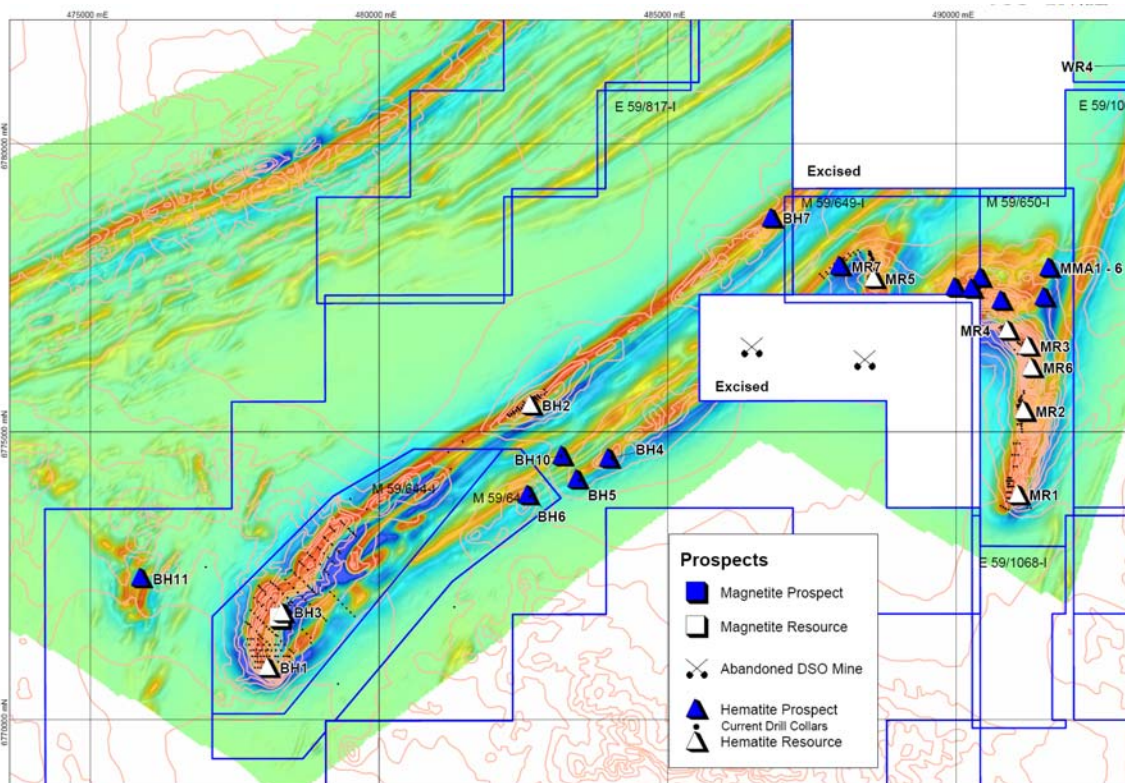 475000 mE
480000 mE
485000 mE
490000 mE
WR4
E 59/817-I
E 59/10
6780000 mN
Excised
M 59/649-I
M 59/650-I
BH7
MR7
MR5
MMA1 - 6
MR4
MR3
MR6
Excised
BH2
MR2
6775000 mN
BH10
BH4
M 59/644-I
M 59/64
BH5
BH6
MR1
BH11
E 59/1068-I
BH3
BH1
6770000 mN
Prospects
Magnetite Prospect
Magnetite Resource
Abandoned DSO Mine
Hematite Prospect
Current Drill Collars
Hematite Resource